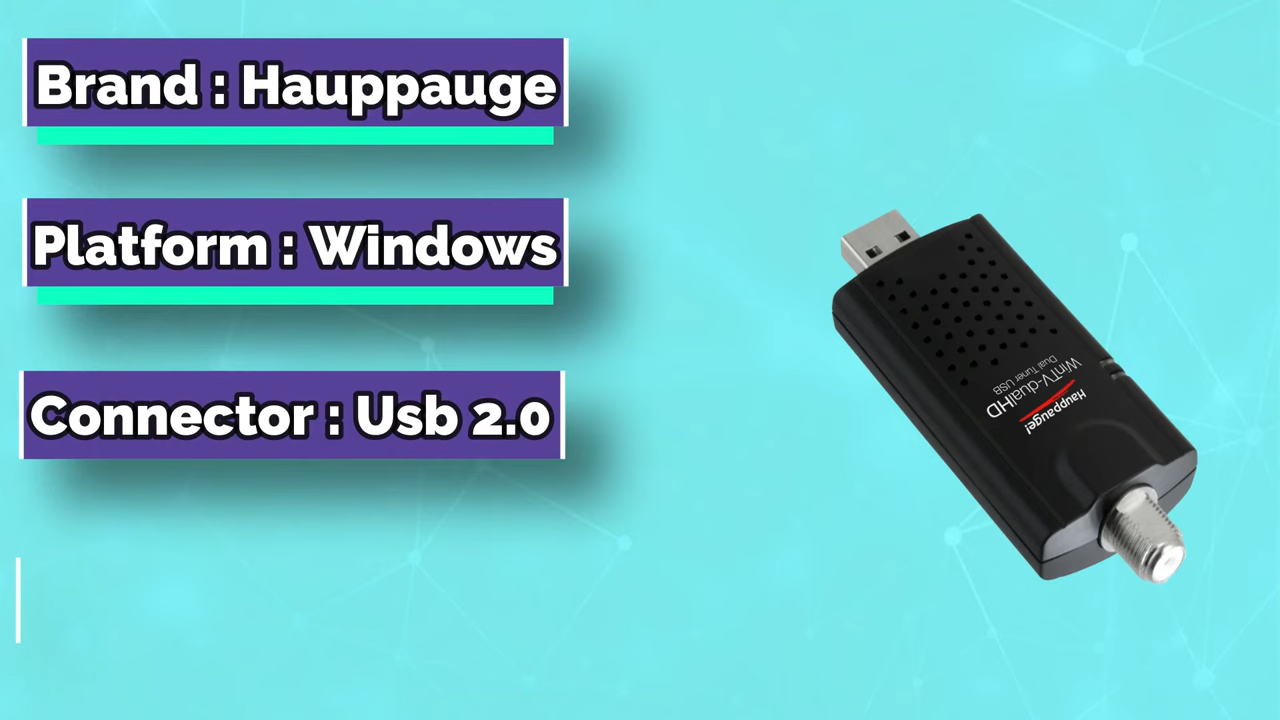 Brand : Hauppauge
Platform : Windows
Connector : Usb 2.0
Hauppauge!
WinTV-dualHD
Dual Tuner USB